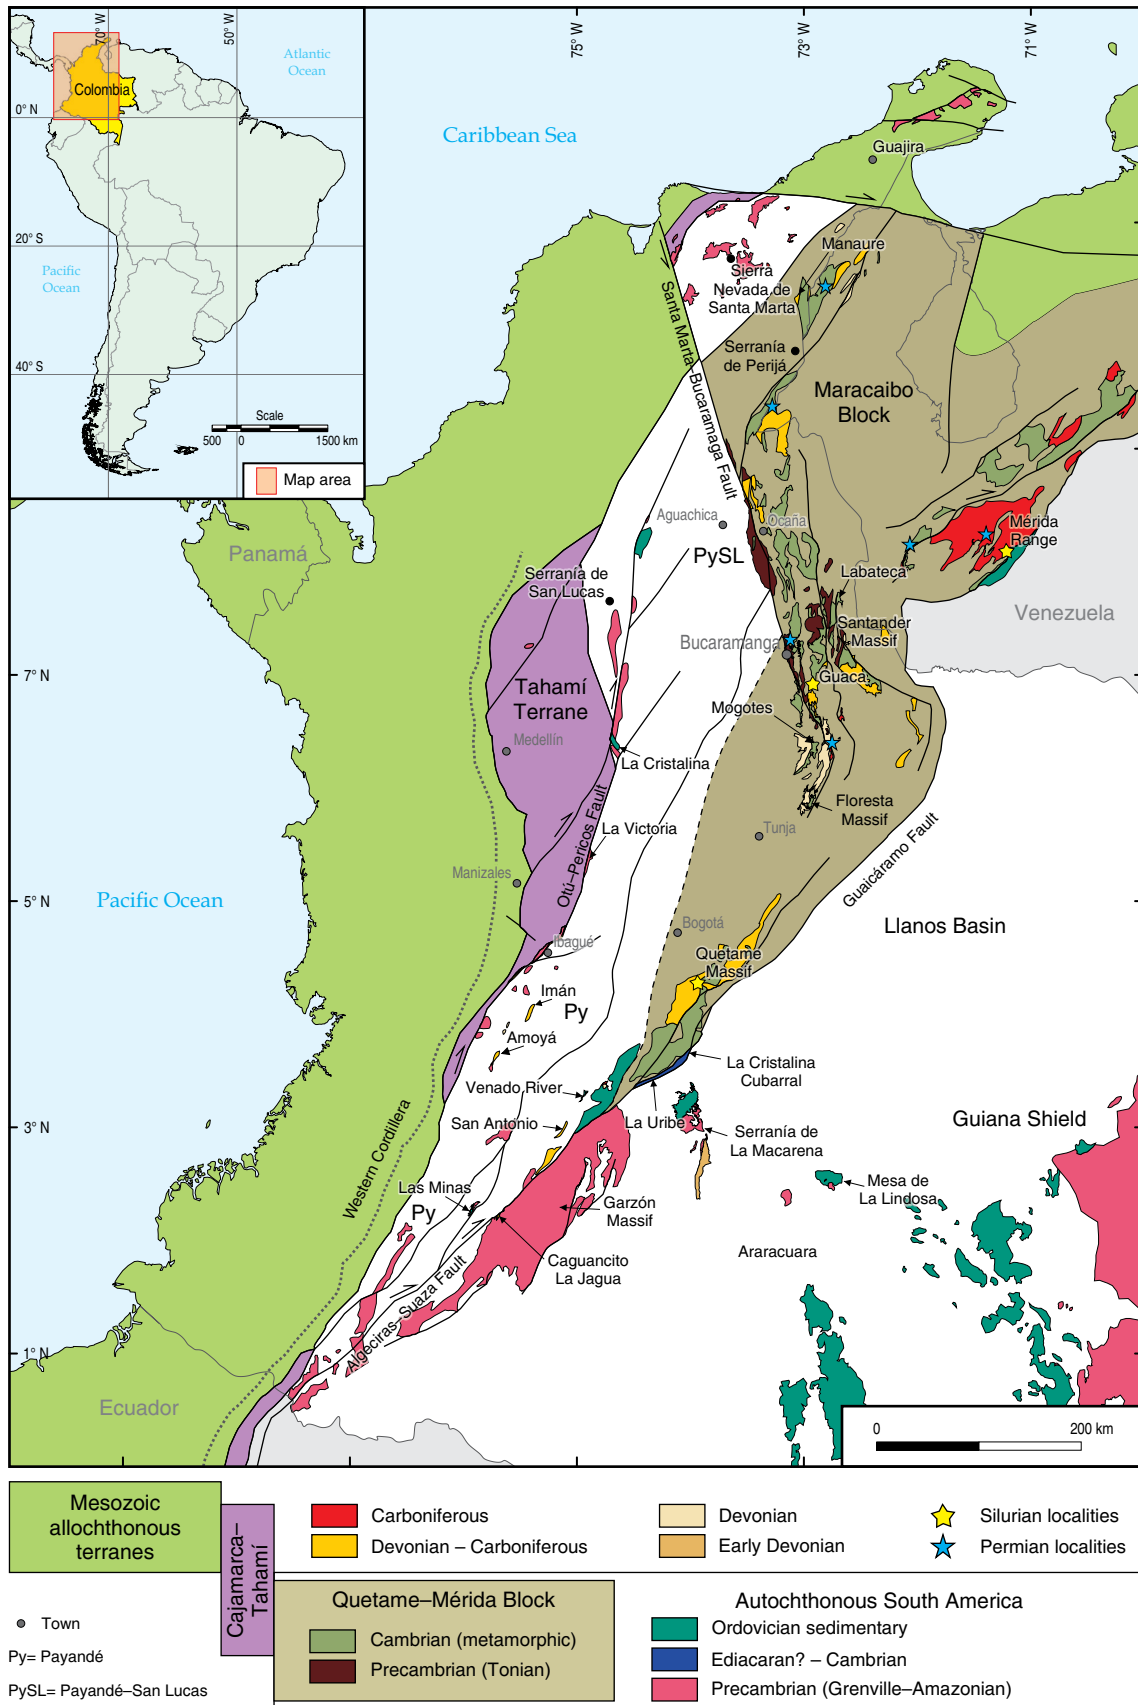 70° W
50° W
Atlantic
Ocean
Colombia
0° N
20° S
Pacific
Ocean
40° S
Scale
500
0
1500 km
Map area
75° W
73° W
71° W
Caribbean Sea
Guajira
Manaure
Sierra
Nevada de
Santa Marta
Santa Marta–Bucaramaga Fault
Serranía
de Perijá
Maracaibo
Block
Aguachica
Ocaña
PySL
Mérida
Range
Panamá
Serranía de
San Lucas
Labateca
Venezuela
Santander
Massif
Bucaramanga
7° N
Guaca
Tahamí
Terrane
Mogotes
Medellín
La Cristalina
Floresta
Massif
La Victoria
Tunja
Otú–Pericos Fault
Guaicáramo Fault
Manizales
Pacific Ocean
5° N
Llanos Basin
Bogotá
Ibagué
Quetame
Massif
Imán
Py
Amoyá
La Cristalina
Cubarral
Venado River
San Antonio
La Uribe
Guiana Shield
3° N
Serranía de
La Macarena
Western Cordillera
Las Minas
Mesa de
La Lindosa
Py
Garzón
Massif
Araracuara
Caguancito
La Jagua
Algeciras–Suaza Fault
1° N
Ecuador
0
200 km
Mesozoic
allochthonous
terranes
Cajamarca–
Tahamí
Carboniferous
Devonian – Carboniferous
Devonian
Early Devonian
Silurian localities
Permian localities
Town
Py= Payandé
PySL= Payandé–San Lucas
Quetame–Mérida Block
Cambrian (metamorphic)
Precambrian (Tonian)
Autochthonous South America
Ordovician sedimentary
Ediacaran? – Cambrian
Precambrian (Grenville–Amazonian)